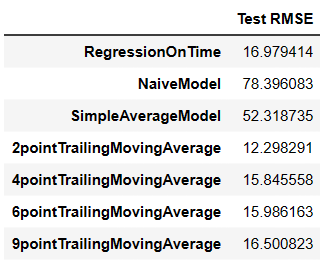 Test RMSE
RegressionOnTime 16.979414
NaiveModel 78.396083
SimpleAverageModel 52.318735
2pointTrailingMovingAverage 12.298291
4pointTrailingMovingAverage 15.845558
6pointTrailingMovingAverage 15.986163
9pointTrailingMovingAverage 16.500823